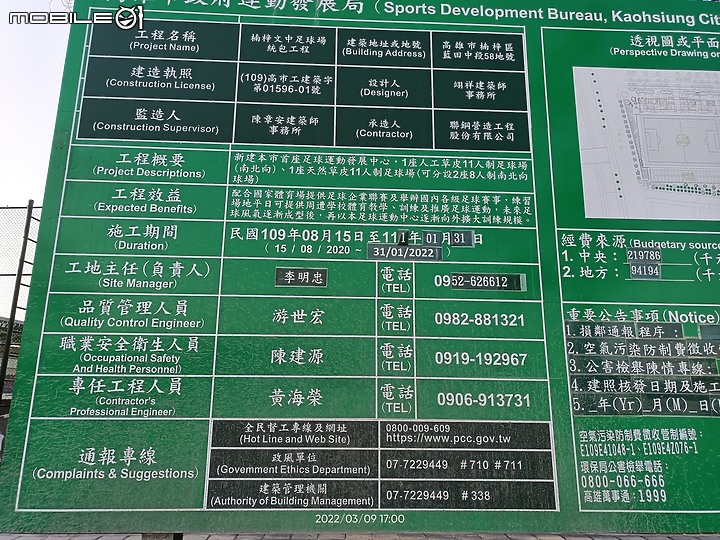 MOBILE01
高雄市政府運動發展局 (Sports Development Bureau, Kaohsiung Cit
工程名稱
(Project Name)
楠梓文中足球場
統包工程
建築地址或地號
(Building Address)
高雄市楠梓區
藍田中段58地號
建造執照
(Construction License)
(109)高市工建築字
第01596-01號
設計人
(Designer)
翊祥建築師
事務所
監造人
(Construction Supervisor)
陳章安建築師
事務所
承造人
(Contractor)
聯鋼營造工程
股份有限公司
工程概要
(Project Descriptions)
新建本市首座足球運動發展中心，1座人工草皮11人制足球場
(南北向)、1座天然草皮11人制足球場(可分設2座8人制南北向
球場)
工程效益
(Expected Benefits)
配合國家體育場提供足球企業聯賽及舉辦國內各級足球賽事，練習
場地平日可提供周遭學校體育教學、訓練及推廣足球運動，未來足
球風氣逐漸成型後，再以本足球運動中心逐漸向外擴大訓練規模。
施工期間
(Duration)
民國109年08月15日至111年01月31日
( 15 / 08 / 2020 ~ 31/01/2022 )
工地主任(負責人)
(Site Manager)
李明忠
電話
(TEL)
0952-626612
品質管理人員
(Quality Control Engineer)
游世宏
電話
(TEL)
0982-881321
職業安全衛生人員
(Occupational Safety
And Health Personnel)
陳建源
電話
(TEL)
0919-192967
專任工程人員
(Contractor's
Professional Engineer)
黃海榮
電話
(TEL)
0906-913731
通報專線
(Complaints & Suggestions)
全民督工專線及網址
(Hot Line and Web Site)
0800-009-609
https://www.pcc.gov.tw
政風單位
(Government Ethics Department)
07-7229449 #710 #711
建築管理機關
(Authority of Building Management)
07-7229449 #338
透視圖或平面
(Perspective Drawing or
經費來源 (Budgetary source
1.中央： 219786 (千元
2.地方： 94194 (千元
重要公告事項(Notice)
1.損鄰通報程序：
2.空氣污染防制費徵收
3.公害檢舉陳情專線：
4.建照核發日期及施工
5._年(Yr)_月(M)_日(
空氣污染防制費徵收管制編號：
E109E41048-1、E109E4Z076-1
環保局公害檢舉電話：
0800-066-666
高雄萬事通：1999
2022/03/09 17:00